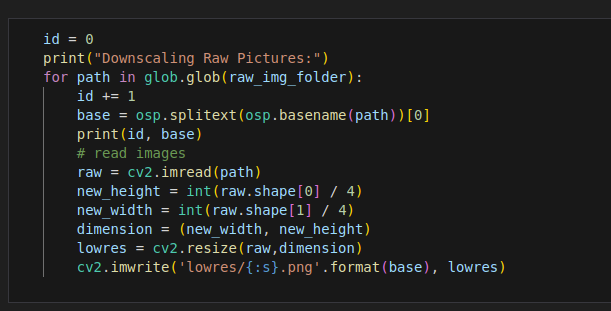 id = 0
print("Downscaling Raw Pictures:")
for path in glob.glob(raw_img_folder):
    id += 1
    base = osp.splitext(osp.basename(path))[0]
    print(id, base)
    # read images
    raw = cv2.imread(path)
    new_height = int(raw.shape[0] / 4)
    new_width = int(raw.shape[1] / 4)
    dimension = (new_width, new_height)
    lowres = cv2.resize(raw,dimension)
    cv2.imwrite('lowres/{:s}.png'.format(base), lowres)